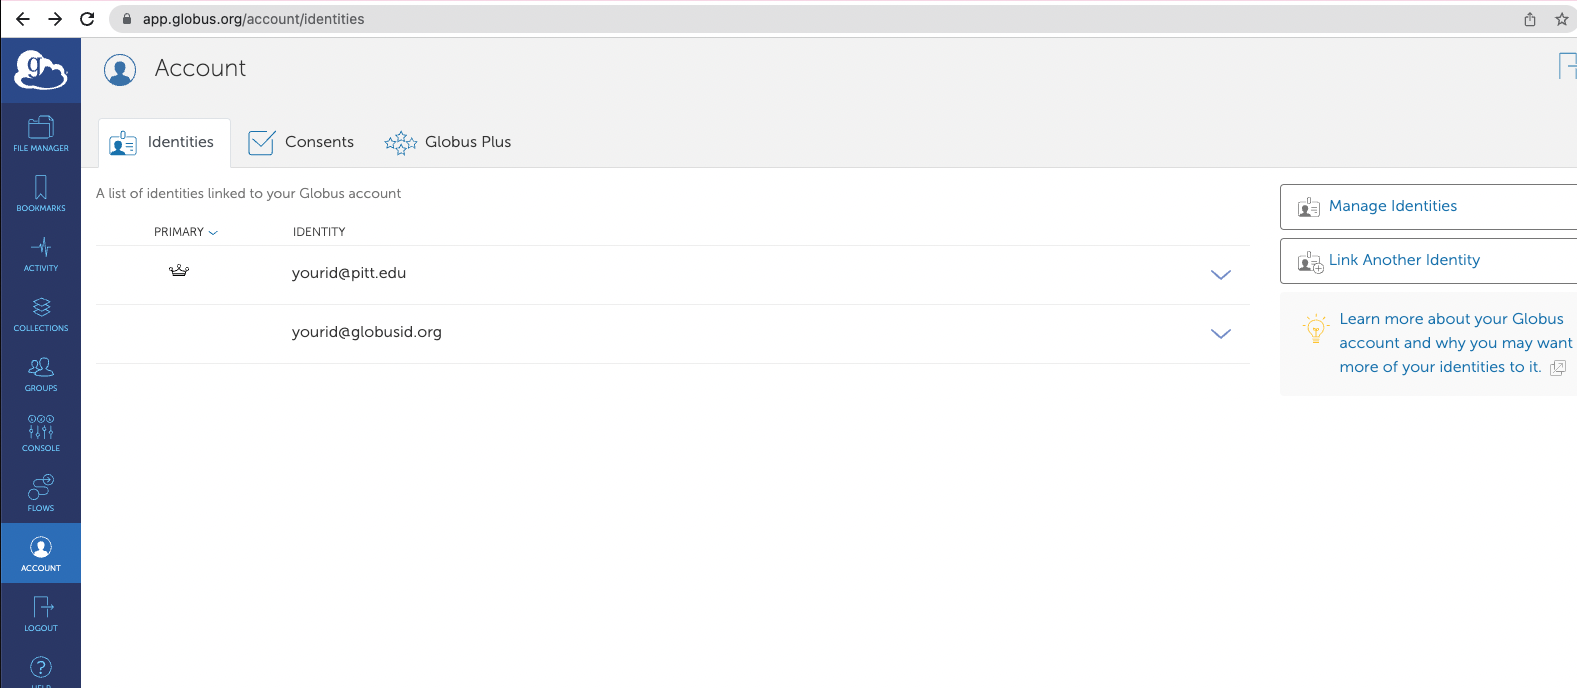 app.globus.org/account/identities
g
Account
FILE MANAGER
BOOKMARKS
ACTIVITY
COLLECTIONS
GROUPS
CONSOLE
FLOWS
ACCOUNT
LOGOUT
?
HELP
Identities
Consents
Globus Plus
A list of identities linked to your Globus account
PRIMARY
IDENTITY
yourid@pitt.edu
yourid@globusid.org
Manage Identities
Link Another Identity
Learn more about your Globus
account and why you may want
more of your identities to it.